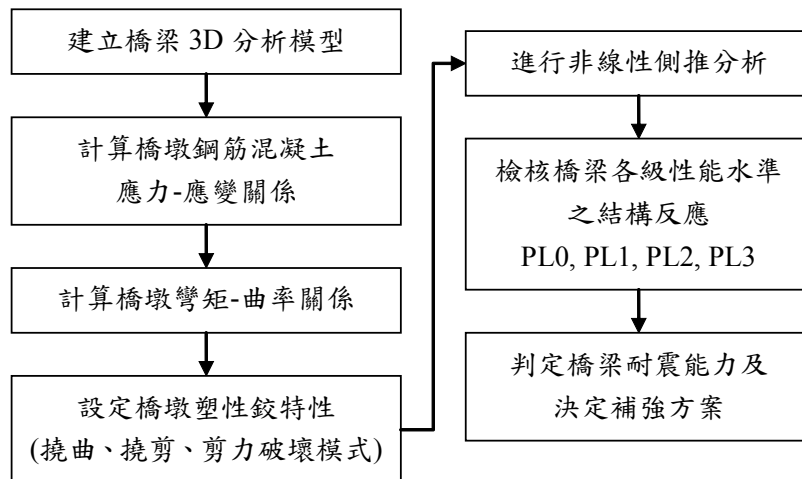 建立橋梁 3D 分析模型
計算橋墩鋼筋混凝土
應力-應變關係
計算橋墩彎矩-曲率關係
設定橋墩塑性鉸特性
(撓曲、撓剪、剪力破壞模式)
進行非線性側推分析
檢核橋梁各級性能水準
之結構反應
PL0, PL1, PL2, PL3
判定橋梁耐震能力及
決定補強方案